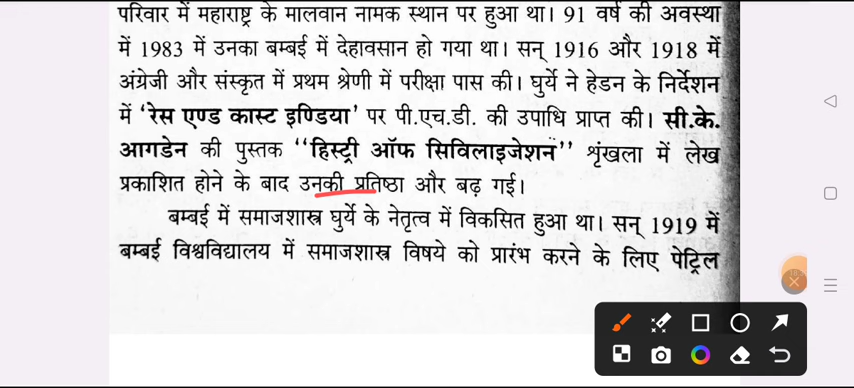 परिवार में महाराष्ट्र के मालवान नामक स्थान पर हुआ था। 91 वर्ष की अवस्था
में 1983 में उनका बम्बई में देहावसान हो गया था। सन् 1916 और 1918 में
अंग्रेजी और संस्कृत में प्रथम श्रेणी में परीक्षा पास की। घुर्ये ने हेडन के निर्देशन
में ‘रेस एण्ड कास्ट इण्डिया’ पर पी.एच.डी. की उपाधि प्राप्त की। सी.के.
आगडेन की पुस्तक ‘‘हिस्ट्री ऑफ सिविलाइजेशन’’ श्रृंखला में लेख
प्रकाशित होने के बाद उनकी प्रतिष्ठा और बढ़ गई।
बम्बई में समाजशास्त्र घुर्ये के नेतृत्व में विकसित हुआ था। सन् 1919 में
बम्बई विश्वविद्यालय में समाजशास्त्र विषये को प्रारंभ करने के लिए पेट्रिल